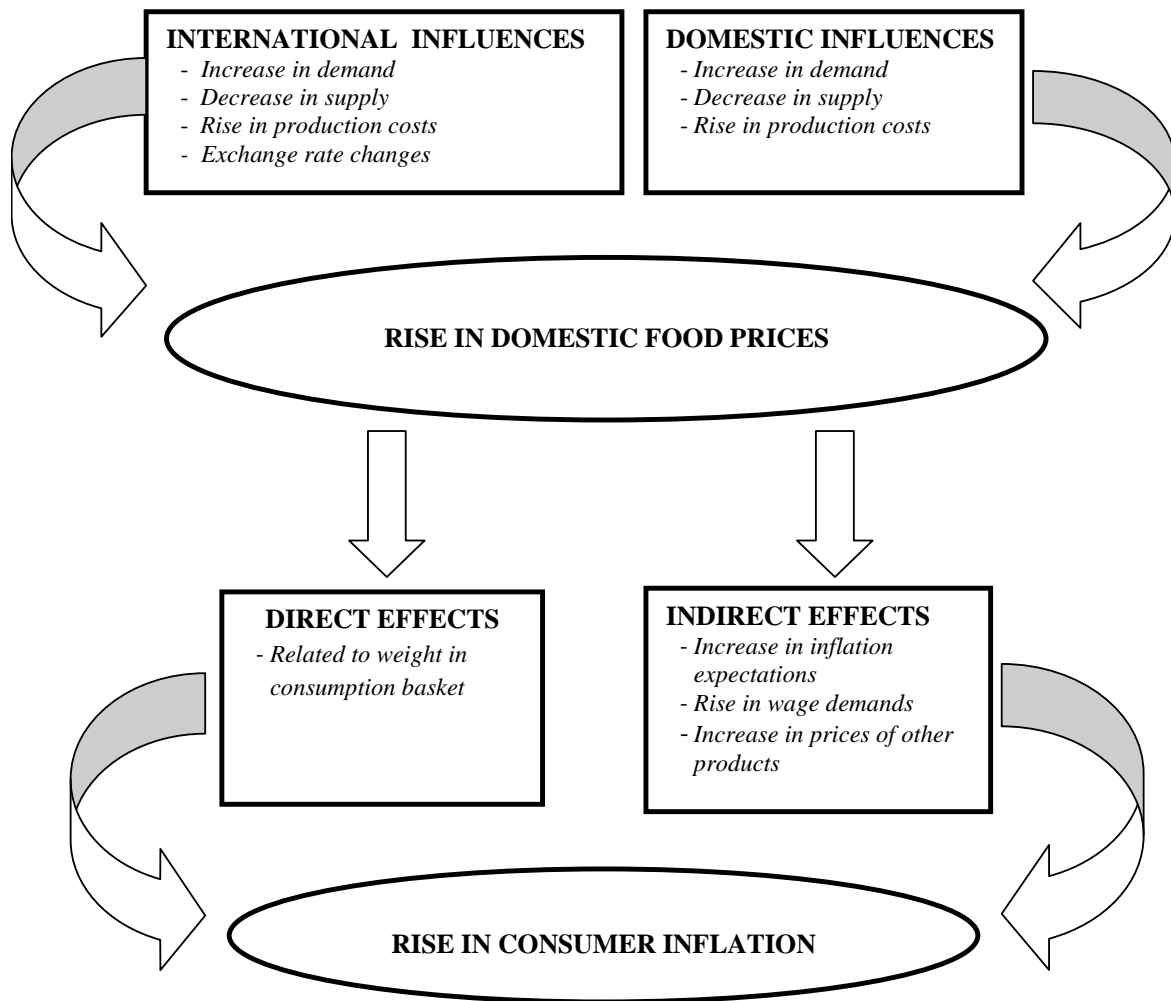 INTERNATIONAL INFLUENCES
- Increase in demand
- Decrease in supply
- Rise in production costs
- Exchange rate changes
DOMESTIC INFLUENCES
- Increase in demand
- Decrease in supply
- Rise in production costs
RISE IN DOMESTIC FOOD PRICES
DIRECT EFFECTS
- Related to weight in
consumption basket
INDIRECT EFFECTS
- Increase in inflation
expectations
- Rise in wage demands
- Increase in prices of other
products
RISE IN CONSUMER INFLATION